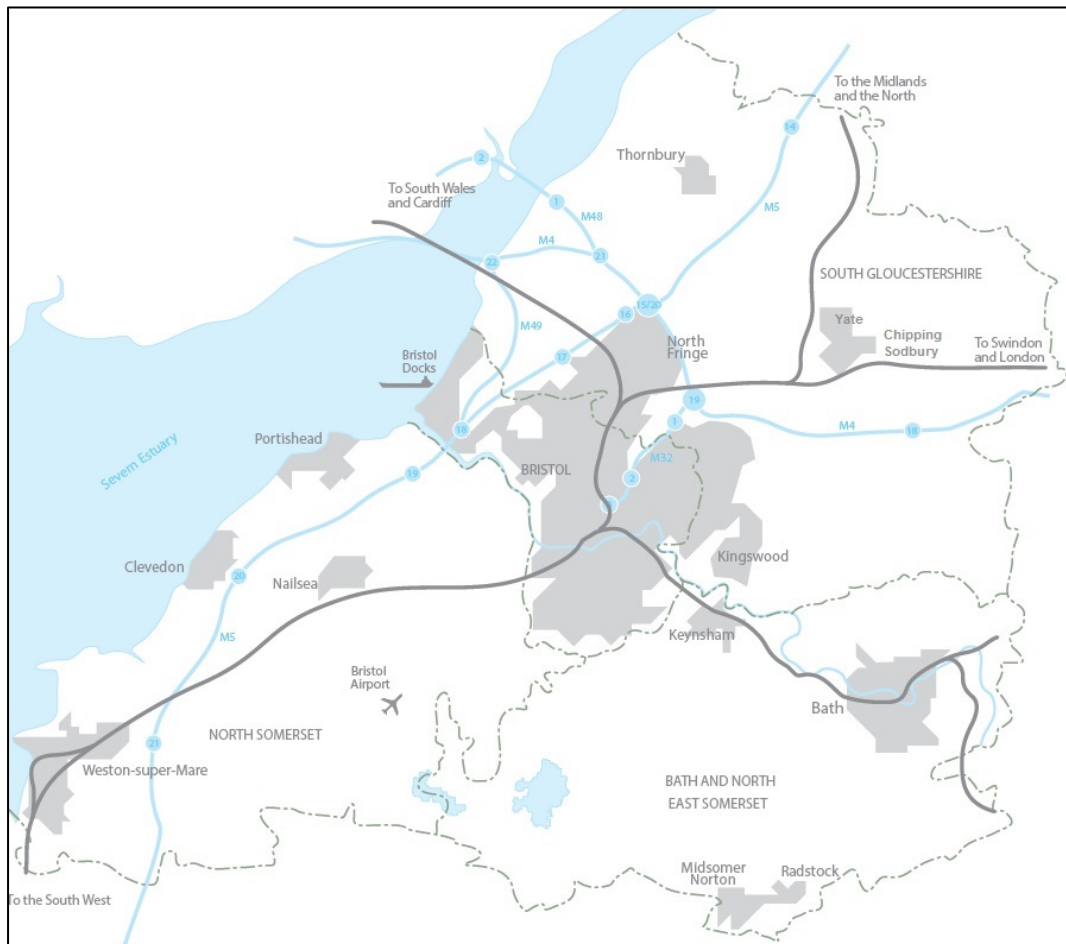 To the Midlands
and the North
14
Thornbury
2
To South Wales
and Cardiff
1
M48
M5
M4
21
22
SOUTH GLOUCESTERSHIRE
15/20
16
M49
North
Fringe
Yate
Chipping
Sodbury
To Swindon
and London
17
Bristol
Docks
19
1
18
M4
18
Portishead
Severn Estuary
19
BRISTOL
M32
2
Kingswood
Clevedon
20
Nailsea
M5
Keynsham
Bristol
Airport
Bath
NORTH SOMERSET
21
Weston-super-Mare
BATH AND NORTH
EAST SOMERSET
Midsomer
Norton
Radstock
To the South West